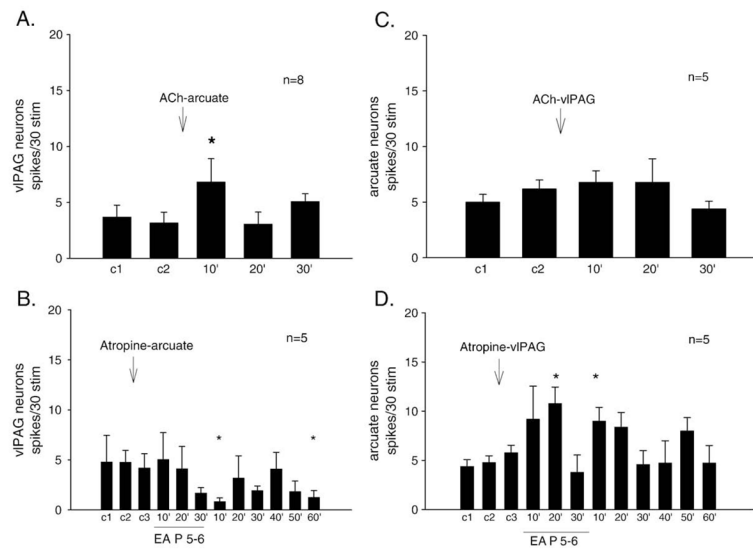 A.
20
15
10
5
0
vlPAG neurons
spikes/30 stim
ACh-arcuate
n=8
*
c1 c2 10' 20' 30'
C.
20
15
10
5
0
arcuate neurons
spikes/30 stim
ACh-vlPAG
n=5
c1 c2 10' 20' 30'
B.
20
15
10
5
0
vlPAG neurons
spikes/30 stim
Atropine-arcuate
n=5
* *
c1 c2 c3 10' 20' 30' 10' 20' 30' 40' 50' 60'
EA P 5-6
D.
20
15
10
5
0
arcuate neurons
spikes/30 stim
Atropine-vlPAG
n=5
* *
c1 c2 c3 10' 20' 30' 10' 20' 30' 40' 50' 60'
EA P 5-6